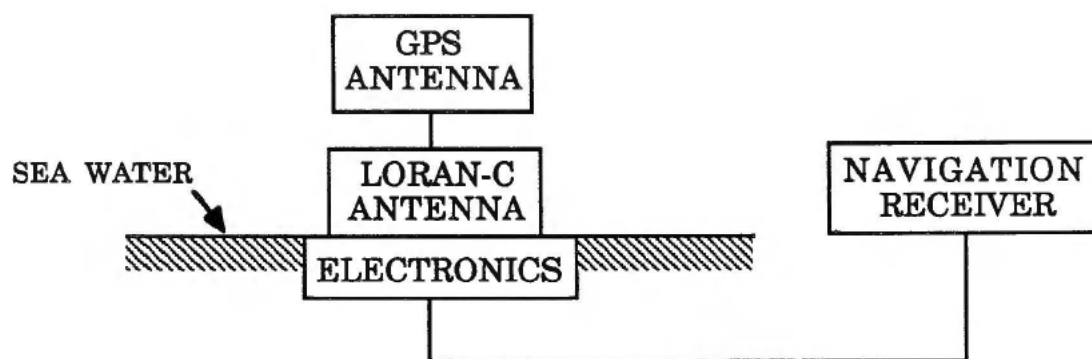 GPS
ANTENNA
SEA WATER
LORAN-C
ANTENNA
NAVIGATION
RECEIVER
ELECTRONICS